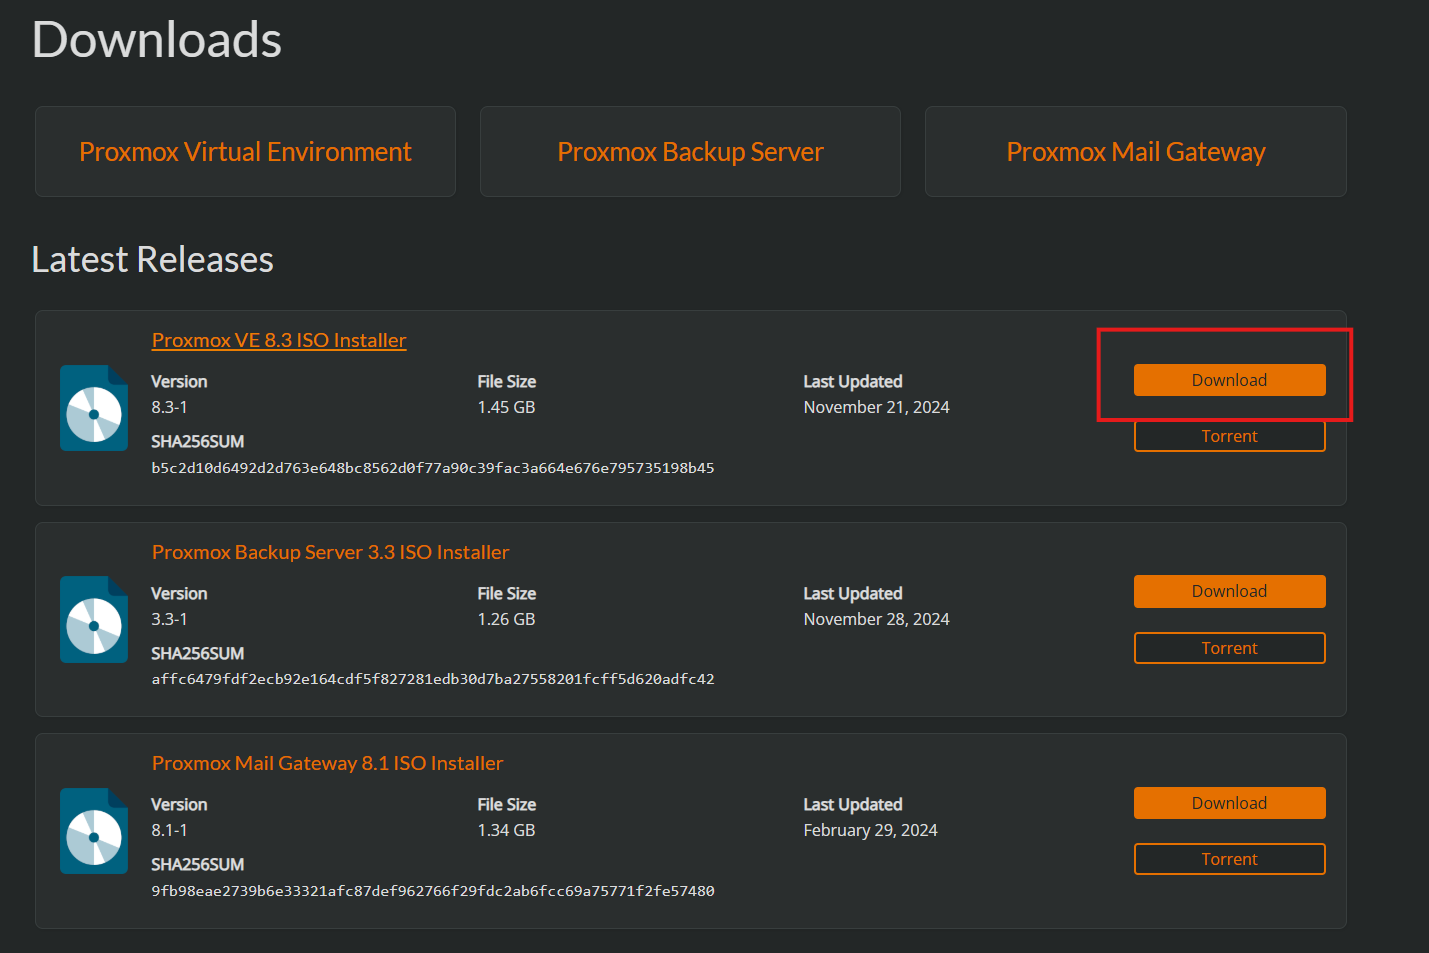 Downloads
Proxmox Virtual Environment
Proxmox Backup Server
Proxmox Mail Gateway
Latest Releases
Proxmox VE 8.3 ISO Installer
Version
File Size
Last Updated
Download
8.3-1
1.45 GB
November 21, 2024
Torrent
SHA256SUM
b5c2d10d6492d2d763e648bc8562d0f77a90c39fac3a664e676e795735198b45
Proxmox Backup Server 3.3 ISO Installer
Version
File Size
Last Updated
Download
3.3-1
1.26 GB
November 28, 2024
Torrent
SHA256SUM
affc6479fdf2ecb92e164cdf5f827281edb30d7ba27558201fcff5d620adfc42
Proxmox Mail Gateway 8.1 ISO Installer
Version
File Size
Last Updated
Download
8.1-1
1.34 GB
February 29, 2024
Torrent
SHA256SUM
9fb98eae2739b6e33321afc87def962766f29fdc2ab6fcc69a75771f2fe57480